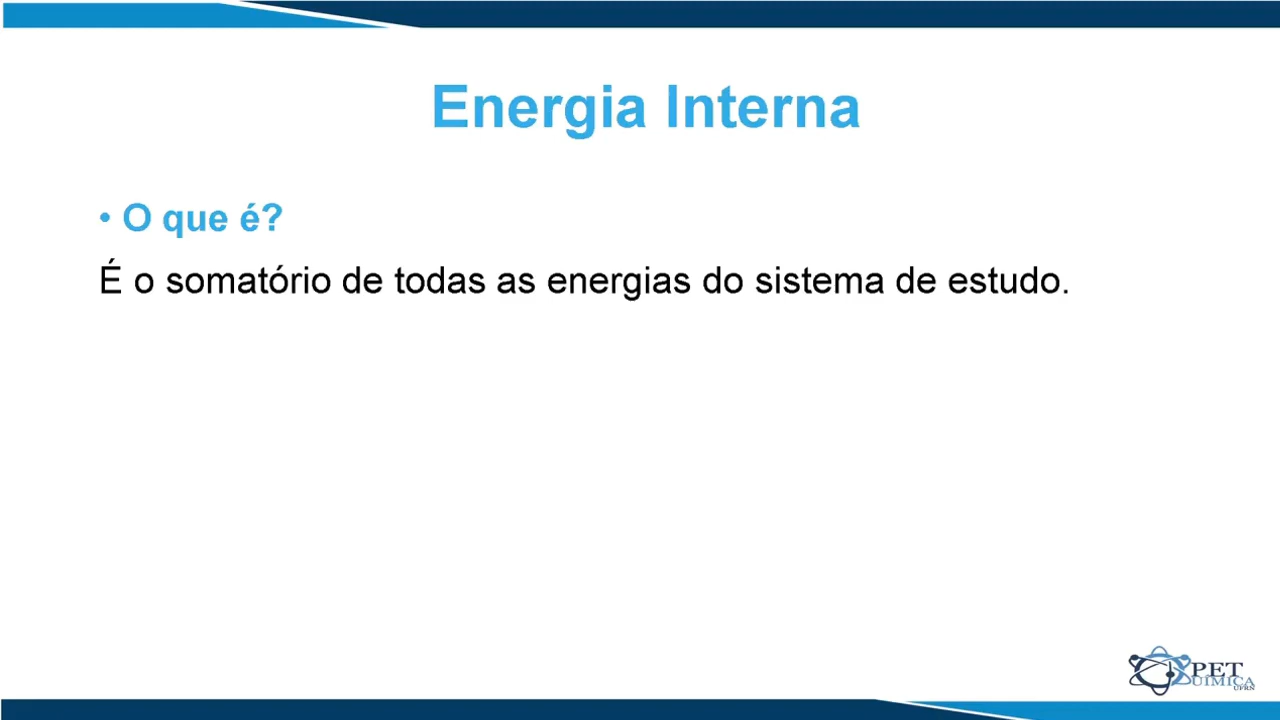 Energia Interna
• O que é?
É o somatório de todas as energias do sistema de estudo.
PET
QUÍMICA
UFRN